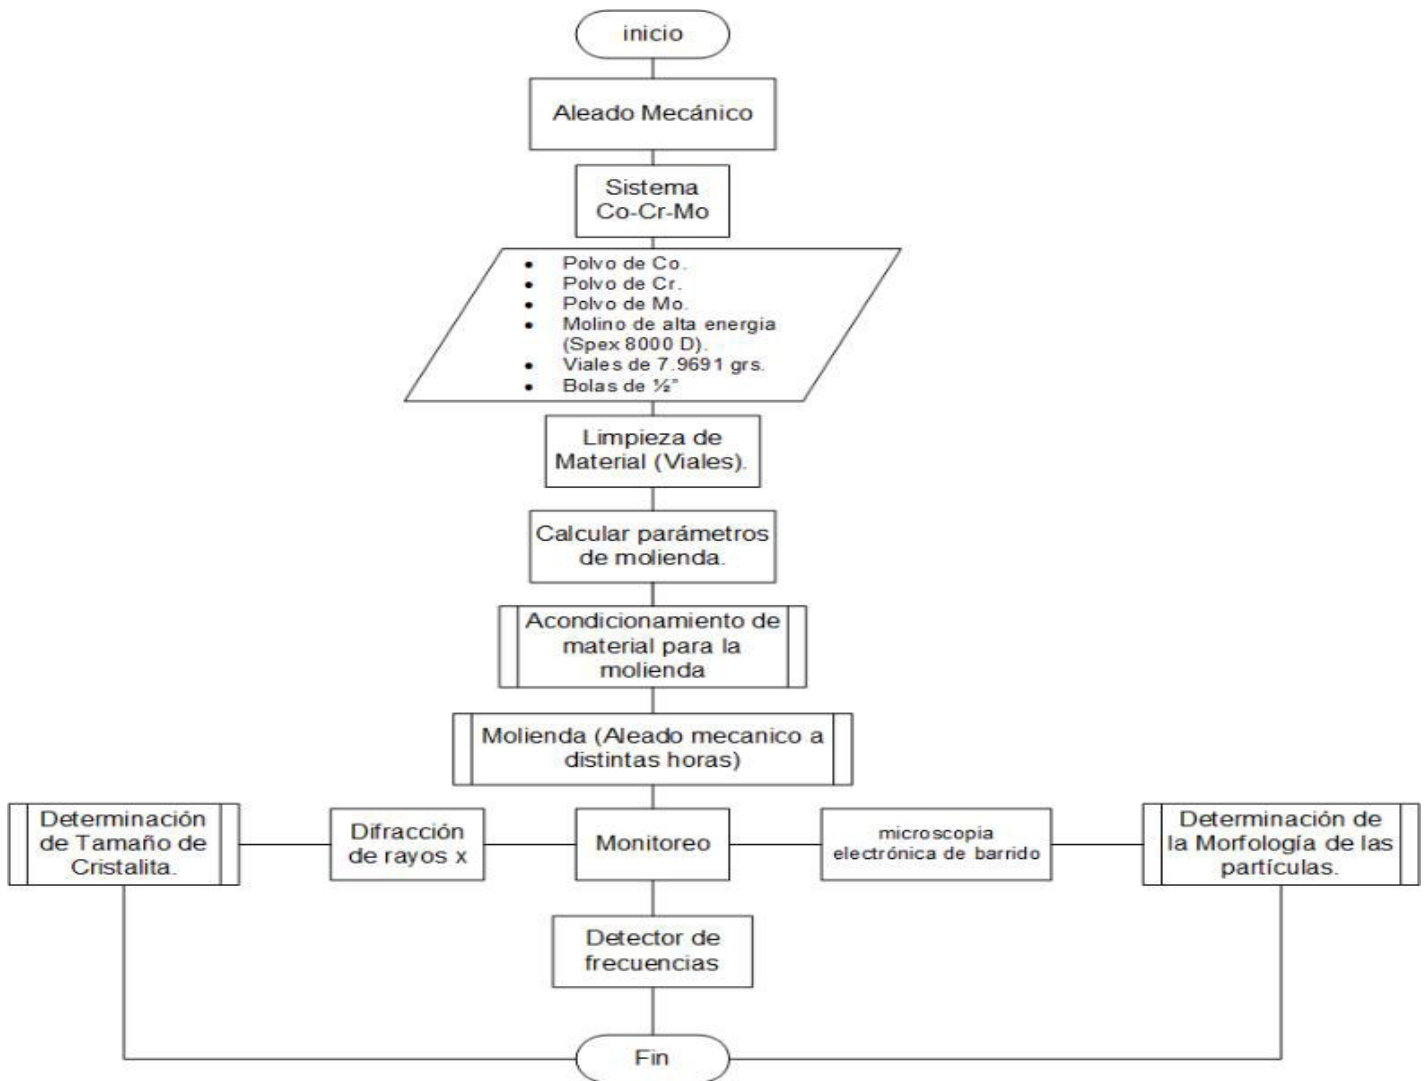 inicio
Aleado Mecánico
Sistema
Co-Cr-Mo
• Polvo de Co.
• Polvo de Cr.
• Polvo de Mo.
• Molino de alta energia
(Spex 8000 D).
• Viales de 7.9691 grs.
• Bolas de ½"
Limpieza de
Material (Viales).
Calcular parámetros
de molienda.
Acondicionamiento de
material para la
molienda
Molienda (Aleado mecanico a
distintas horas)
Determinación
de Tamaño de
Cristalita.
Difracción
de rayos x
Monitoreo
microscopia
electrónica de barrido
Determinación de
la Morfología de las
partículas.
Detector de
frecuencias
Fin